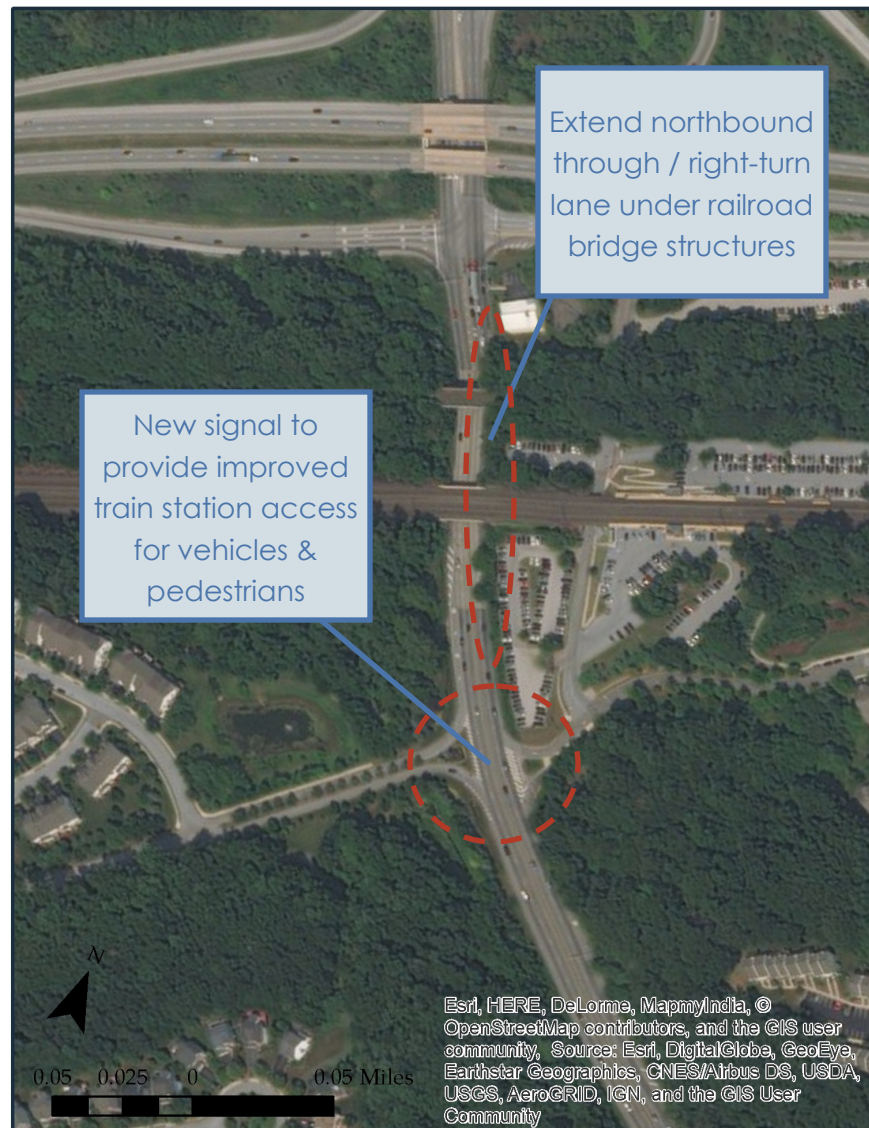 Extend northbound
through / right-turn
lane under railroad
bridge structures
New signal to
provide improved
train station access
for vehicles &
pedestrians
N
0.05 0.025 0 0.05 Miles
Esri, HERE, DeLorme, MapmyIndia, ©
OpenStreetMap contributors, and the GIS user
community, Source: Esri, DigitalGlobe, GeoEye,
Earthstar Geographics, CNES/Airbus DS, USDA,
USGS, AeroGRID, IGN, and the GIS User
Community